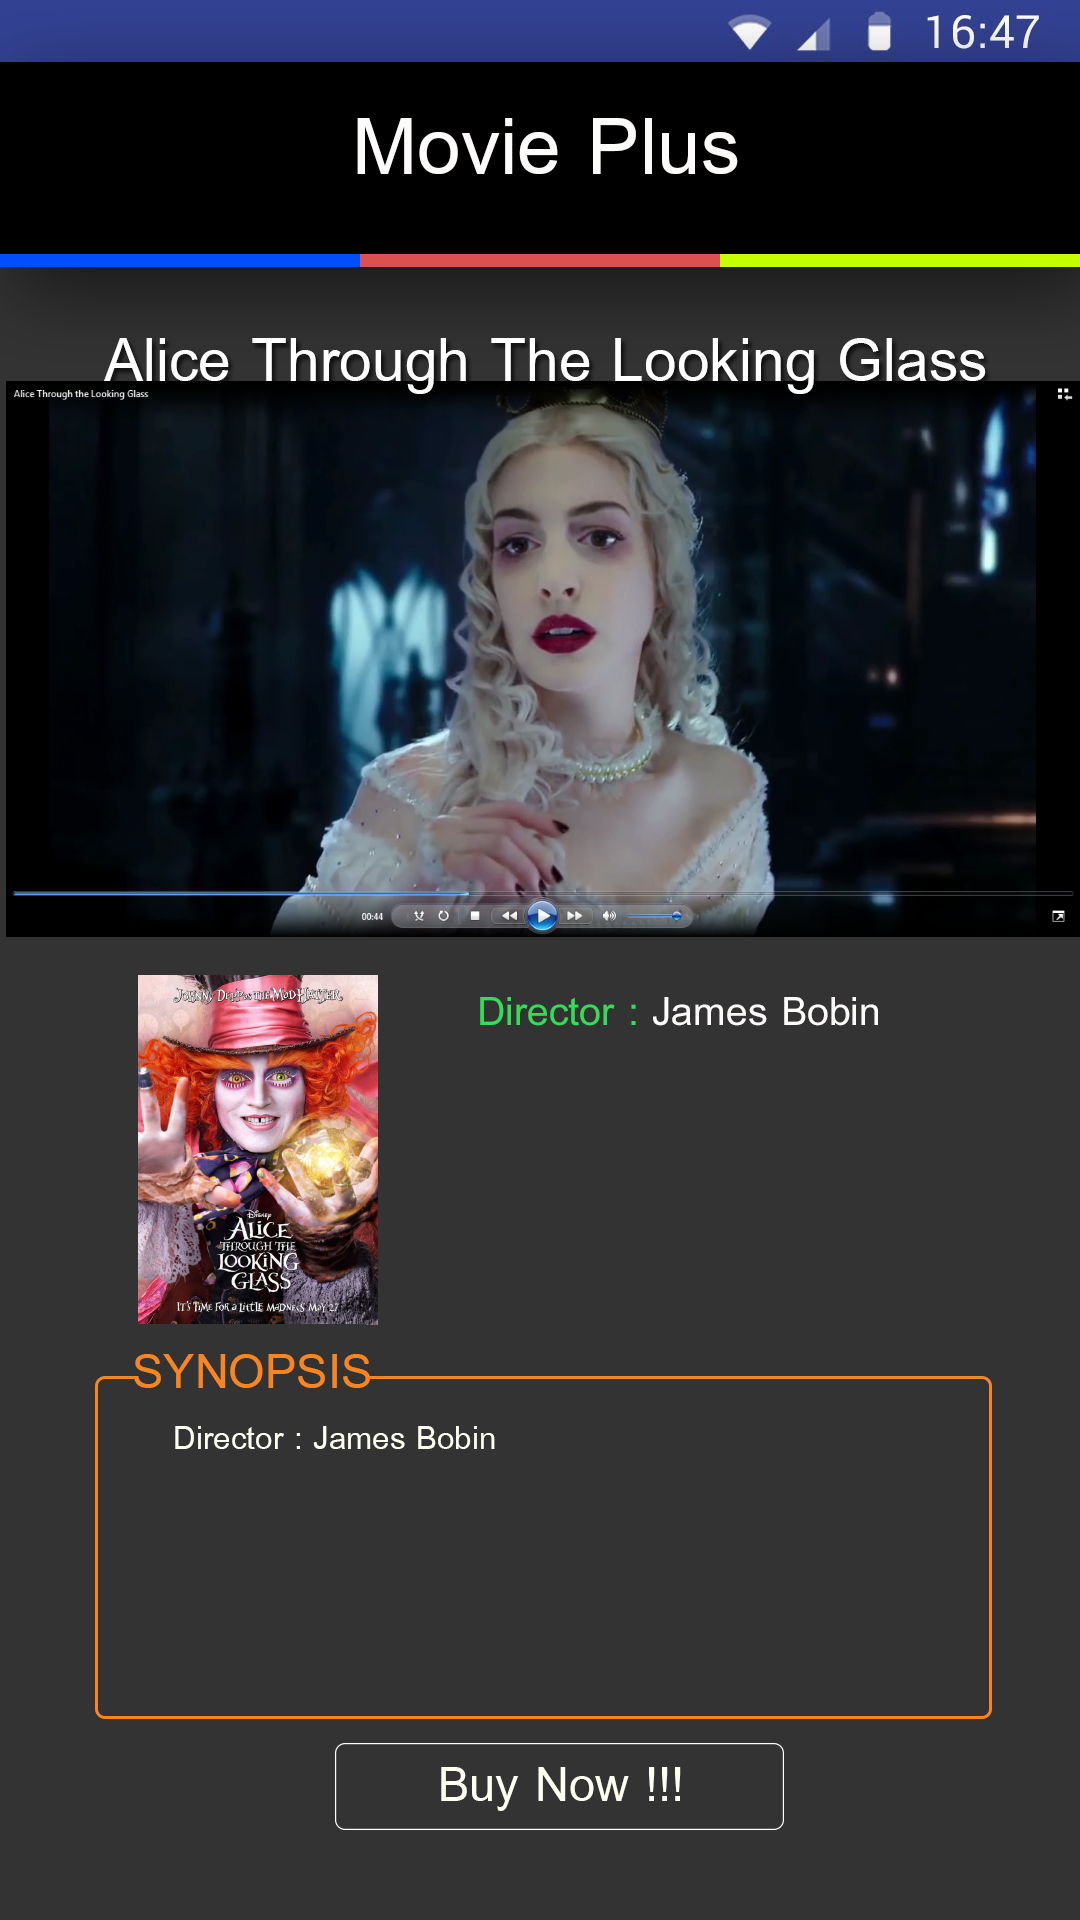 16:47
Movie Plus
Alice Through The Looking Glass
Alice Through the Looking Glass
00:44
JOHNNY DEPP AS THE MAD HATTER
Director : James Bobin
Disney
ALICE
THROUGH THE
LOOKING
GLASS
IT'S TIME FOR a LITTLE MADNESS MAY 27
SYNOPSIS
Director : James Bobin
Buy Now !!!